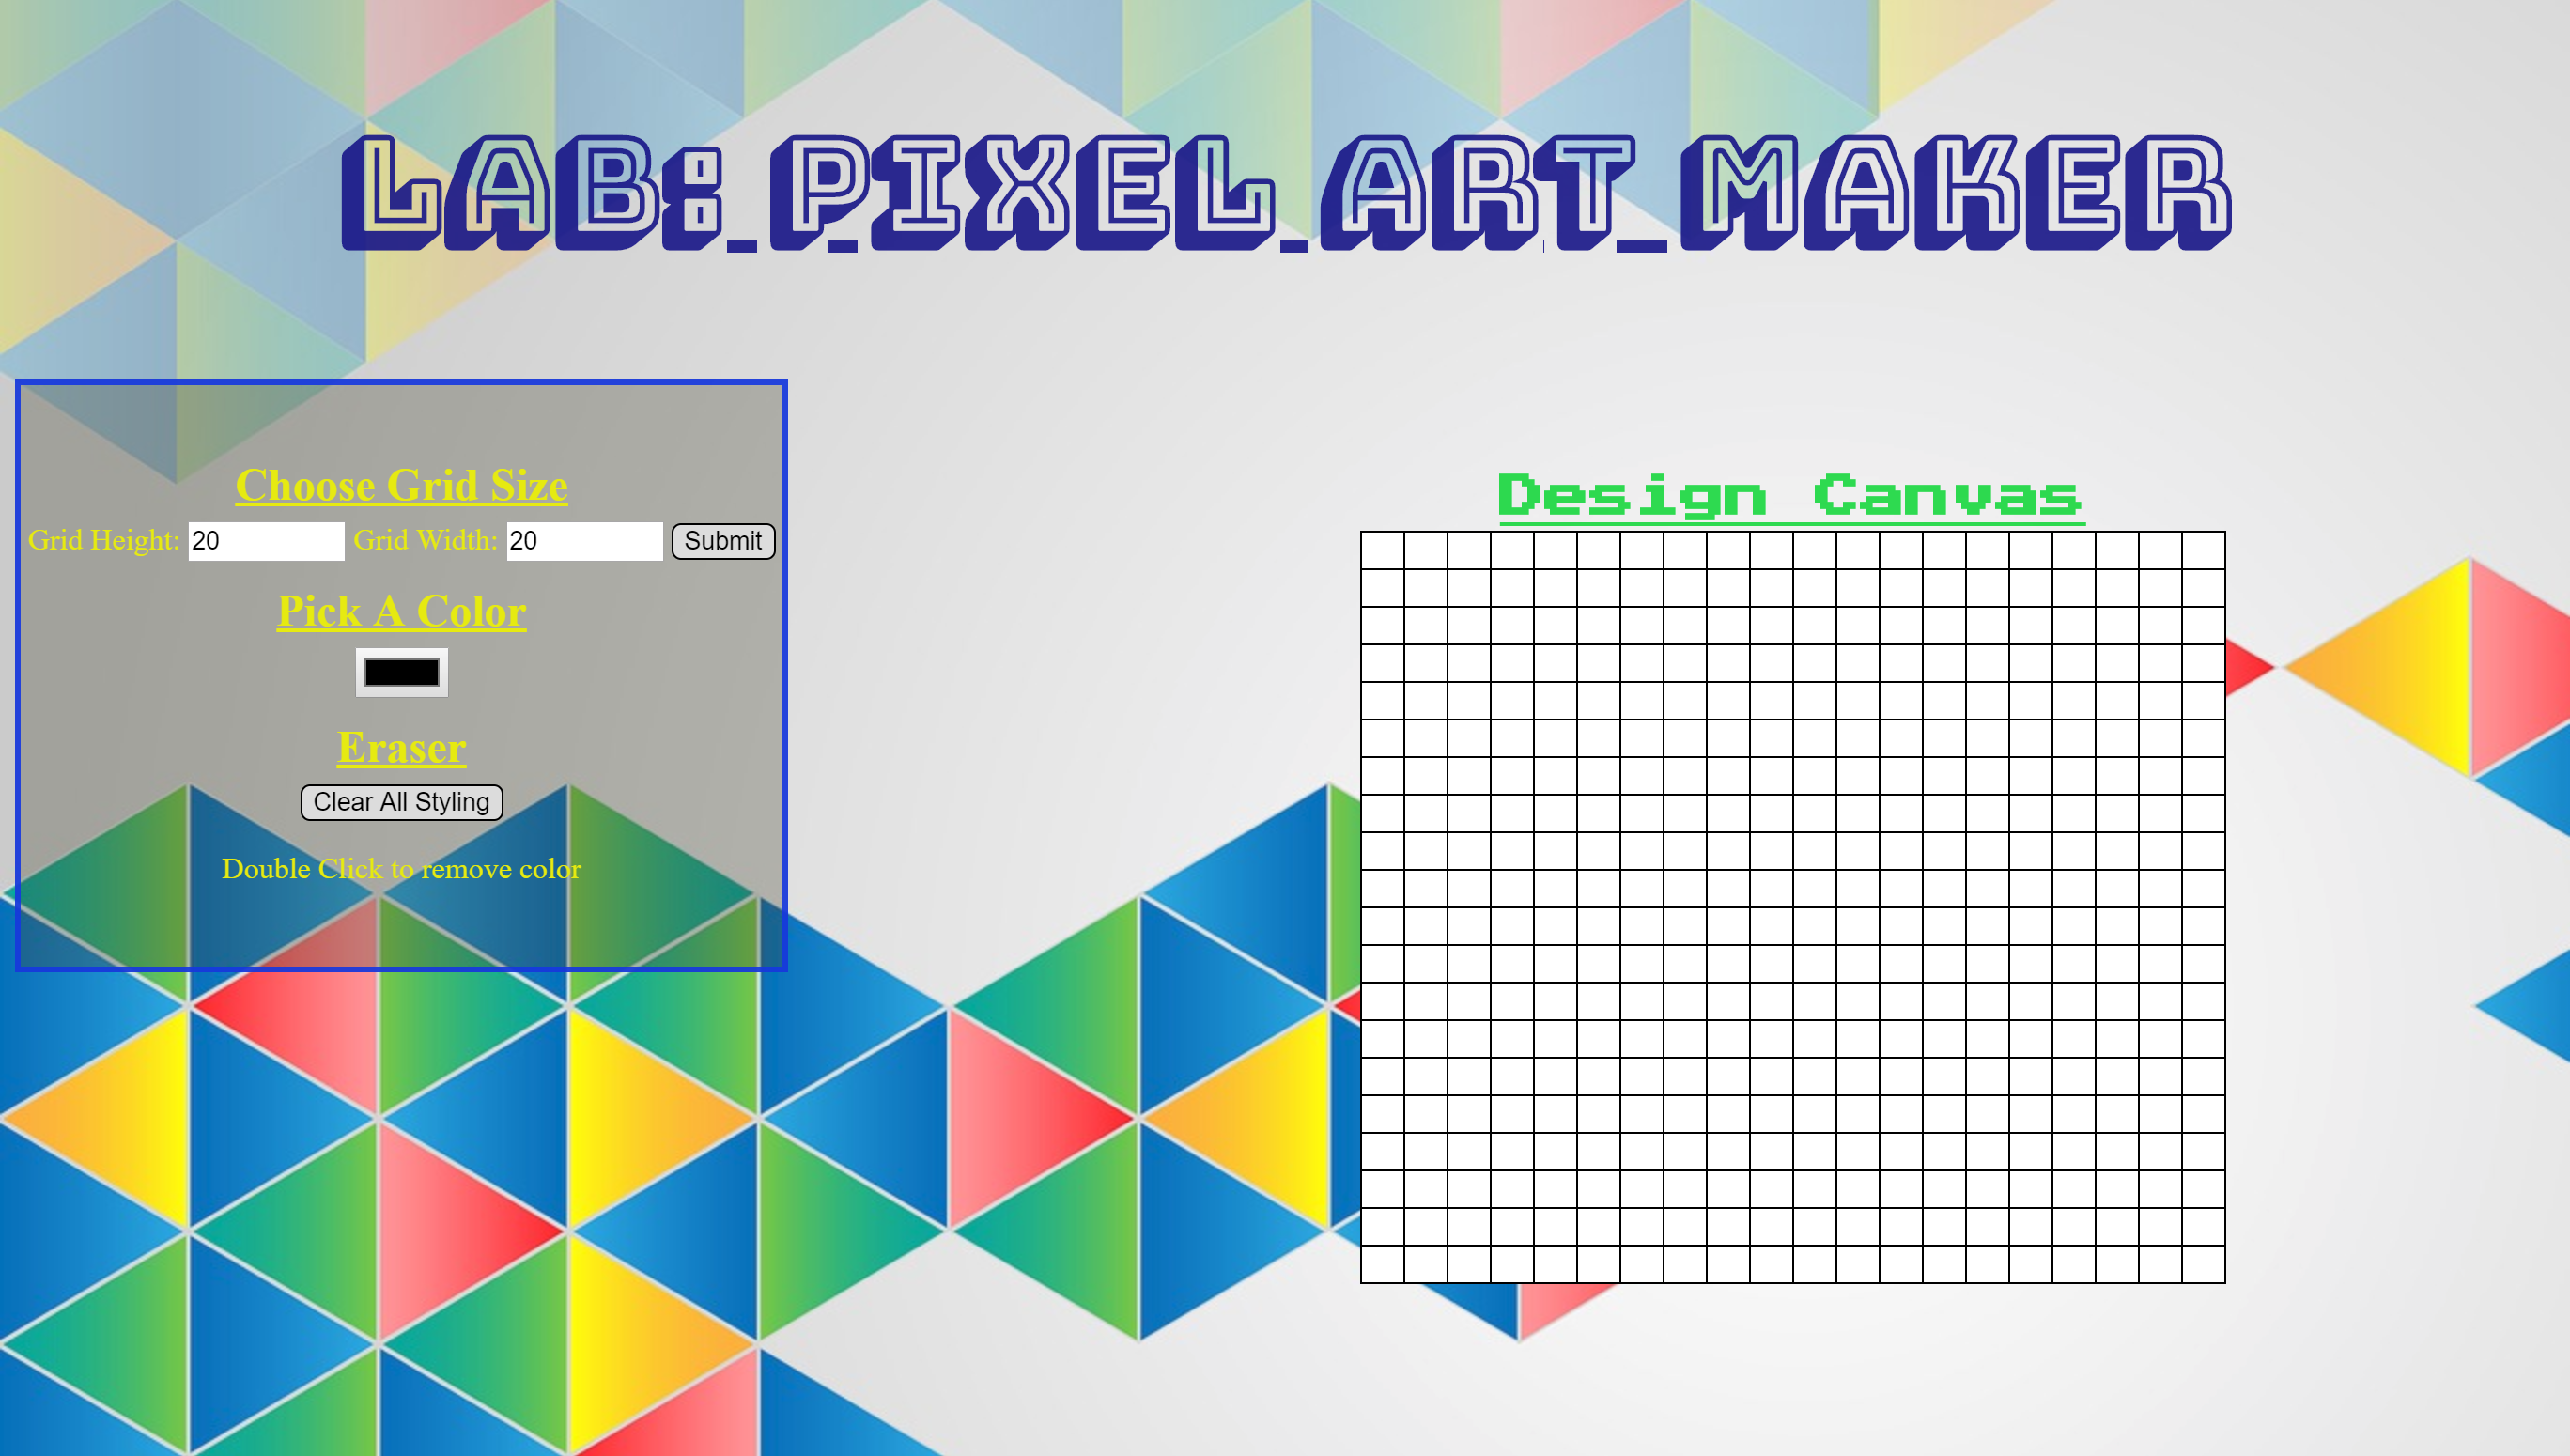 Lab: Pixel Art Maker
Choose Grid Size
Grid Height: 20 Grid Width: 20 Submit
Pick A Color
Eraser
Clear All Styling
Double Click to remove color
Design Canvas